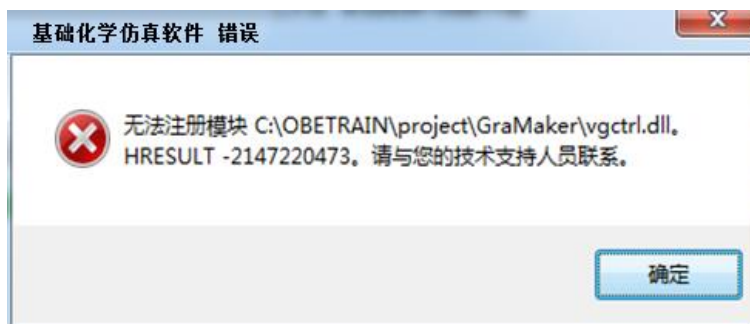 基础化学仿真软件 错误
无法注册模块 C:\OBETRAIN\project\GraMaker\vgctrl.dll。
HRESULT -2147220473。请与您的技术支持人员联系。
确定